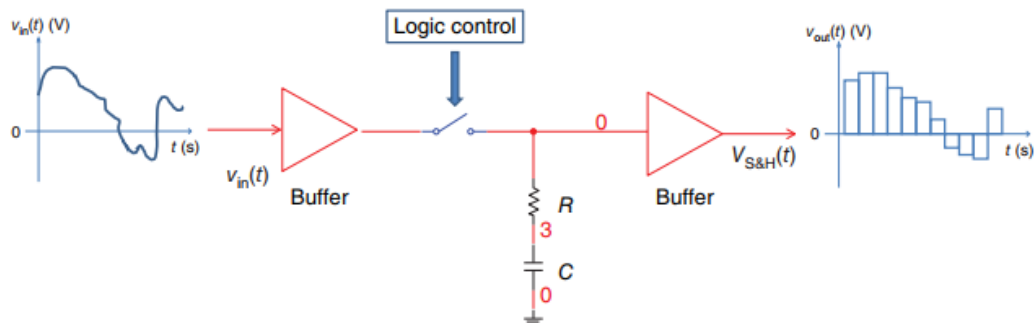 v_in(t) (V)
0
t (s)
v_in(t)
Buffer
Logic control
0
R
3
C
0
Buffer
V_S&H(t)
v_out(t) (V)
0
t (s)